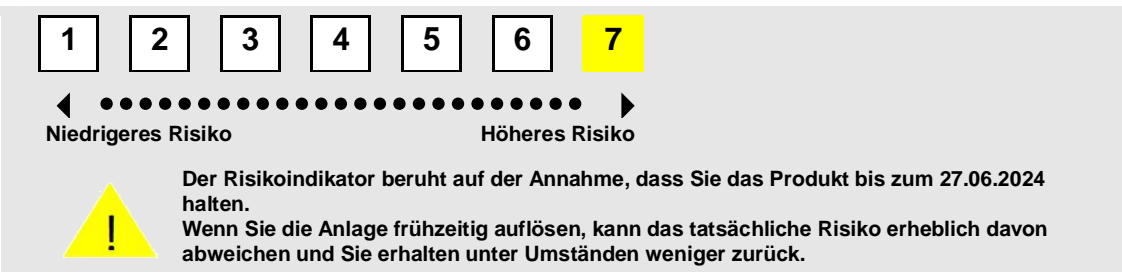 1 2 3 4 5 6 7
Niedrigeres Risiko Höheres Risiko
Der Risikoindikator beruht auf der Annahme, dass Sie das Produkt bis zum 27.06.2024
halten.
Wenn Sie die Anlage frühzeitig auflösen, kann das tatsächliche Risiko erheblich davon
abweichen und Sie erhalten unter Umständen weniger zurück.
!